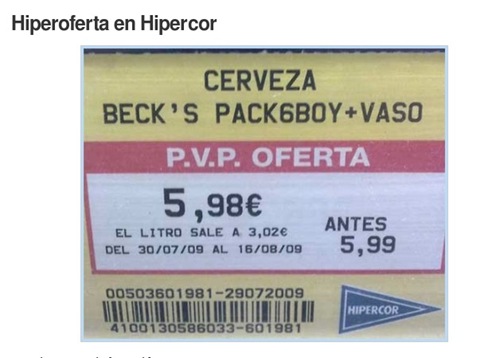 Hiperoferta en Hipercor
CERVEZA
BECK'S PACK6BOY+VASO
P.V.P. OFERTA
5,98€
EL LITRO SALE A 3,02€
DEL 30/07/09 AL 16/08/09
ANTES
5,99
00503601981-29072009
HIPERCOR
4100130586033-601981